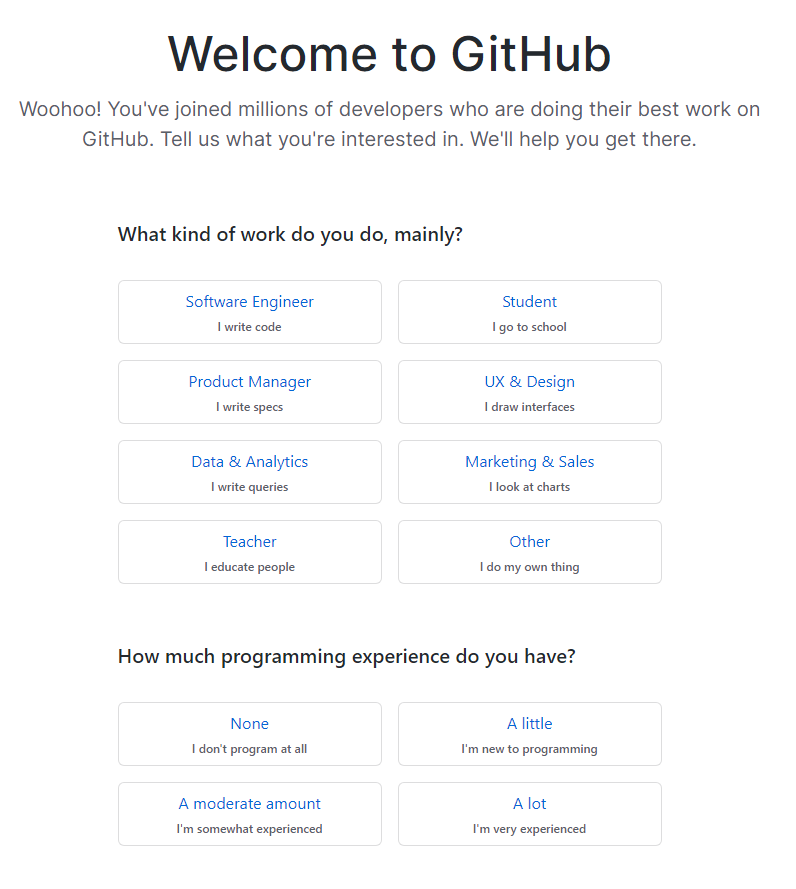 Welcome to GitHub
Woohoo! You've joined millions of developers who are doing their best work on
GitHub. Tell us what you're interested in. We'll help you get there.
What kind of work do you do, mainly?
Software Engineer
I write code
Student
I go to school
Product Manager
I write specs
UX & Design
I draw interfaces
Data & Analytics
I write queries
Marketing & Sales
I look at charts
Teacher
I educate people
Other
I do my own thing
How much programming experience do you have?
None
I don't program at all
A little
I'm new to programming
A moderate amount
I'm somewhat experienced
A lot
I'm very experienced